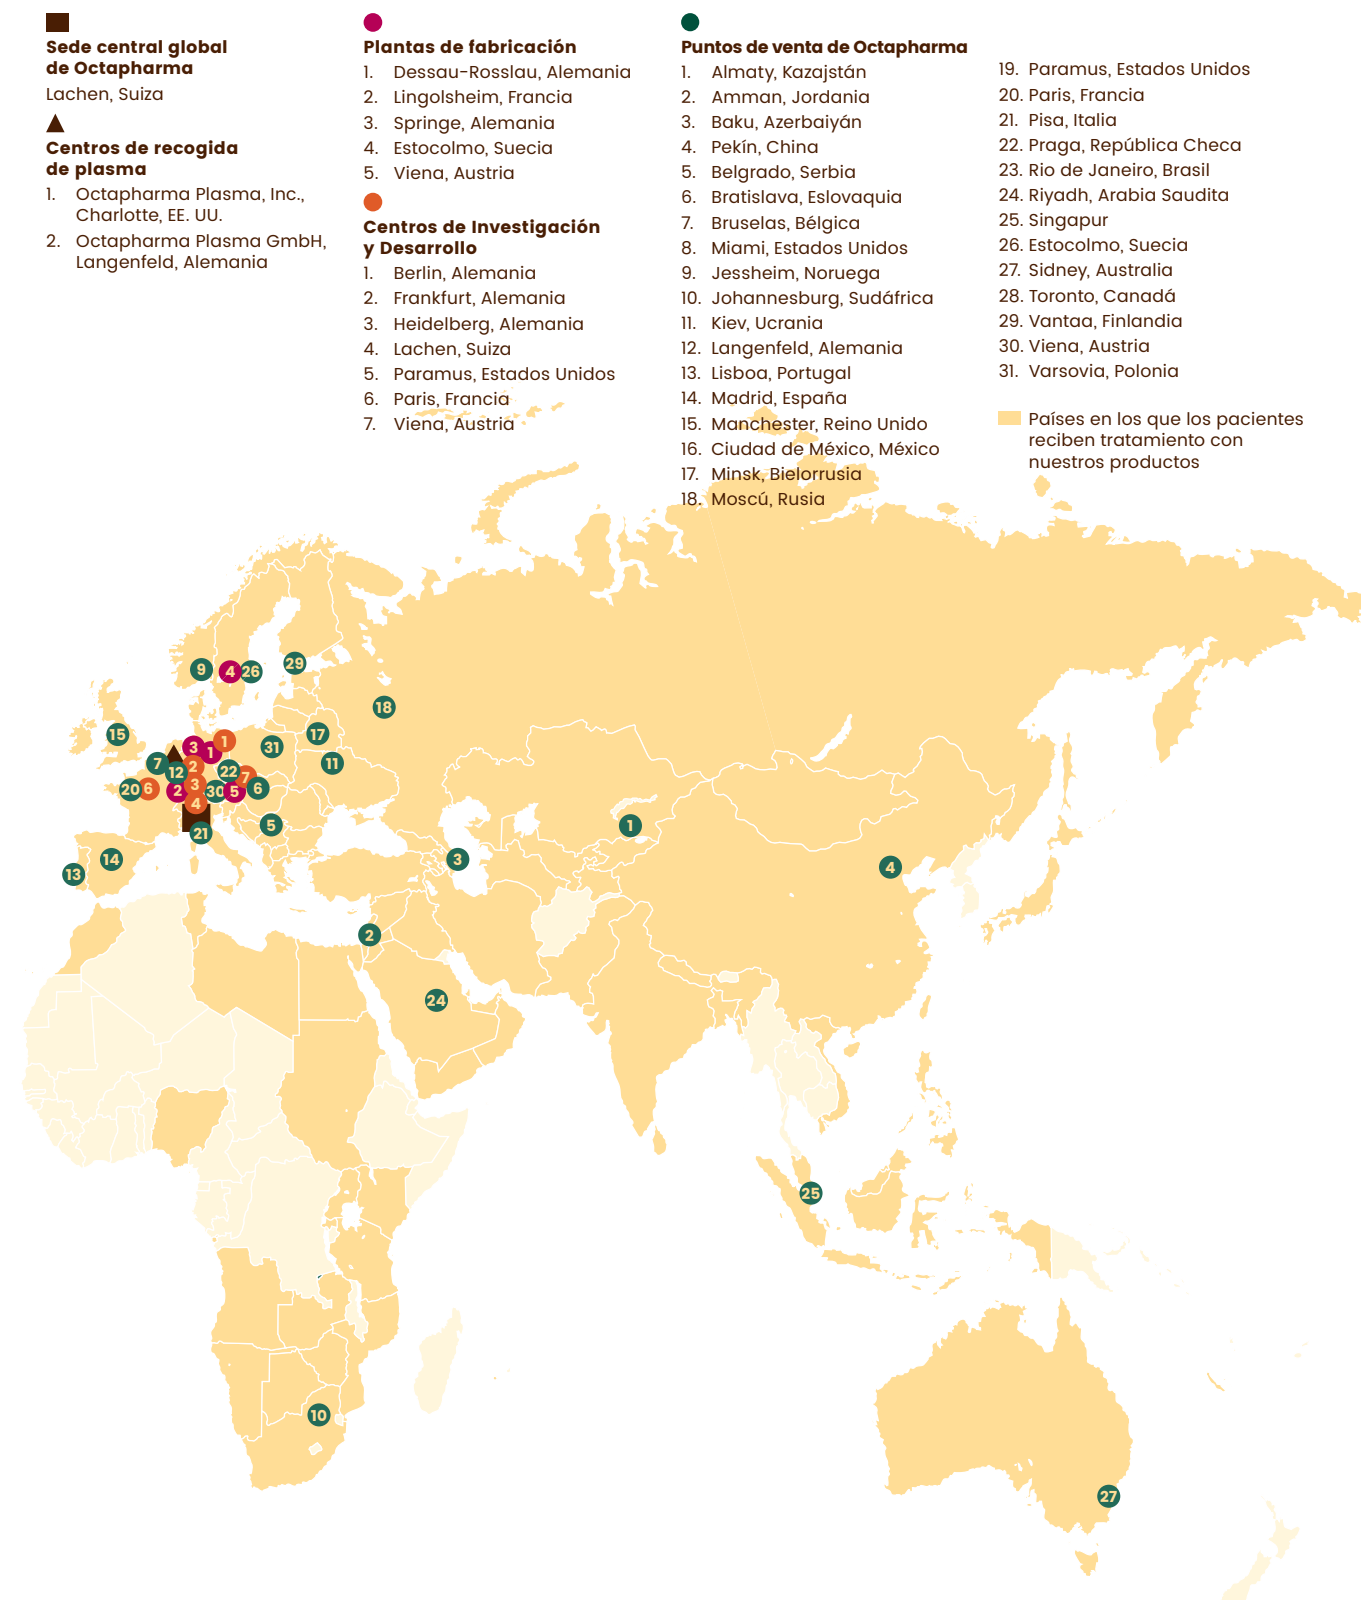 Sede central global
de Octapharma
Lachen, Suiza
Centros de recogida
de plasma
1. Octapharma Plasma, Inc.,
Charlotte, EE. UU.
2. Octapharma Plasma GmbH,
Langenfeld, Alemania
Plantas de fabricación
1. Dessau-Rosslau, Alemania
2. Lingolsheim, Francia
3. Springe, Alemania
4. Estocolmo, Suecia
5. Viena, Austria
Centros de Investigación
y Desarrollo
1. Berlin, Alemania
2. Frankfurt, Alemania
3. Heidelberg, Alemania
4. Lachen, Suiza
5. Paramus, Estados Unidos
6. Paris, Francia
7. Viena, Austria
Puntos de venta de Octapharma
1. Almaty, Kazajstán
2. Amman, Jordania
3. Baku, Azerbaiyán
4. Pekín, China
5. Belgrado, Serbia
6. Bratislava, Eslovaquia
7. Bruselas, Bélgica
8. Miami, Estados Unidos
9. Jessheim, Noruega
10. Johannesburg, Sudáfrica
11. Kiev, Ucrania
12. Langenfeld, Alemania
13. Lisboa, Portugal
14. Madrid, España
15. Manchester, Reino Unido
16. Ciudad de México, México
17. Minsk, Bielorrusia
18. Moscú, Rusia
19. Paramus, Estados Unidos
20. Paris, Francia
21. Pisa, Italia
22. Praga, República Checa
23. Rio de Janeiro, Brasil
24. Riyadh, Arabia Saudita
25. Singapur
26. Estocolmo, Suecia
27. Sidney, Australia
28. Toronto, Canadá
29. Vantaa, Finlandia
30. Viena, Austria
31. Varsovia, Polonia
Países en los que los pacientes
reciben tratamiento con
nuestros productos
9
4
26
29
18
15
17
3
1
1
31
7
2
12
22
7
11
20
6
2
3
30
5
6
4
21
5
1
14
13
3
4
2
24
25
10
27